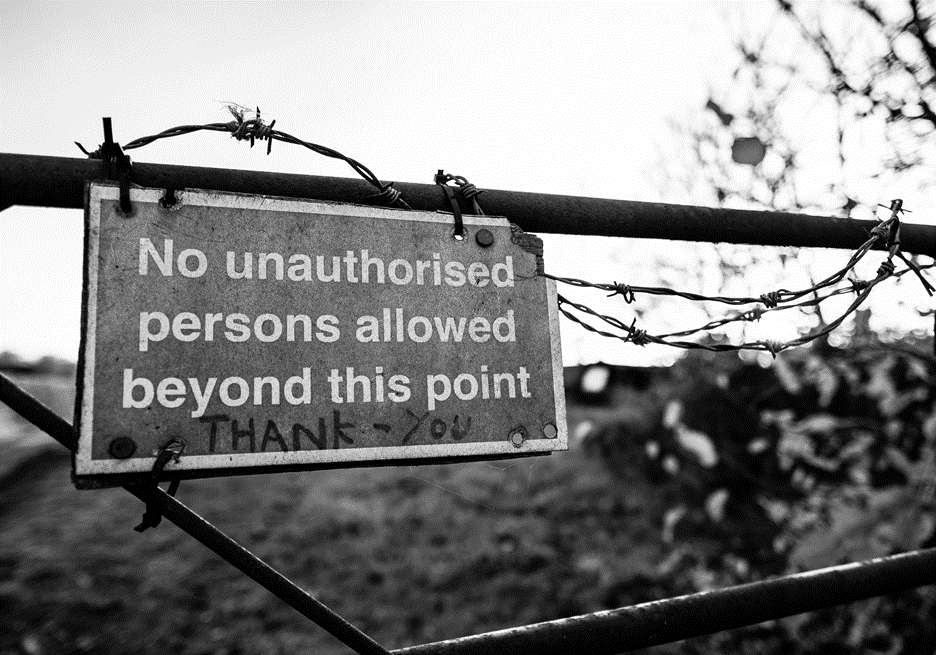 No unauthorised
persons allowed
beyond this point
THANK - YOU